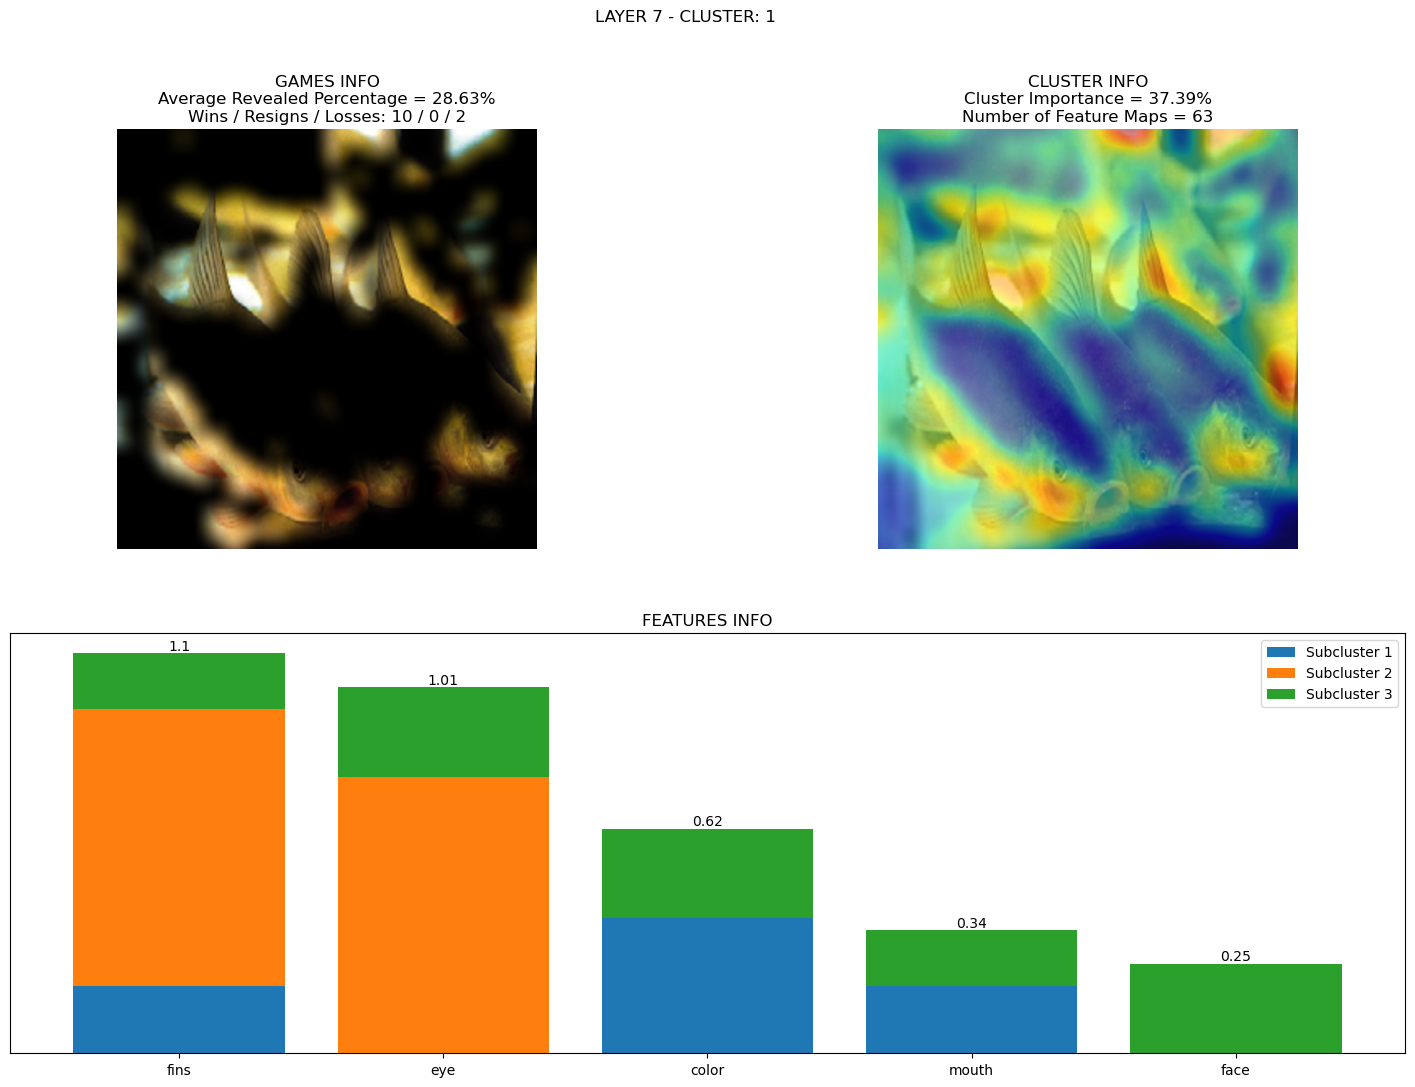 LAYER 7 - CLUSTER: 1
GAMES INFO
Average Revealed Percentage = 28.63%
Wins / Resigns / Losses: 10 / 0 / 2
CLUSTER INFO
Cluster Importance = 37.39%
Number of Feature Maps = 63
FEATURES INFO
1.1
1.01
0.62
0.34
0.25
Subcluster 1
Subcluster 2
Subcluster 3
fins
eye
color
mouth
face